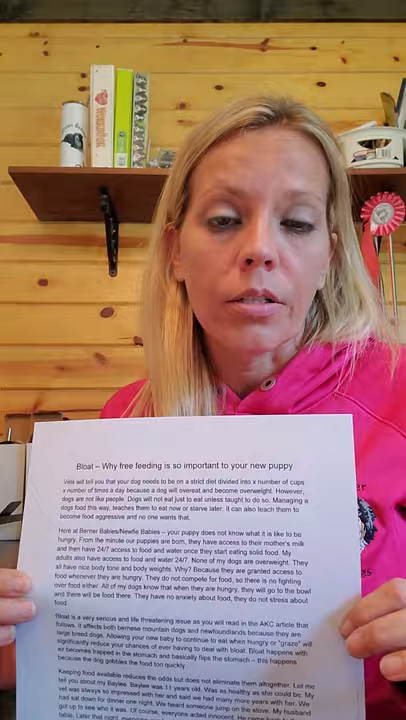 Bloat – Why free feeding is so important to your new puppy
Vets will tell you that your dog needs to be on a strict diet divided into x number of cups
x number of times a day because a dog will overeat and become overweight. However,
dogs are not like people. Dogs will not eat just to eat unless taught to do so. Managing a
dogs food this way, teaches them to eat now or starve later. It can also teach them to
become food aggressive and no one wants that.
Here at Berner Babies/Newfie Babies – your puppy does not know what it is like to be
hungry. From the minute our puppies are born, they have access to their mother's milk
and then have 24/7 access to food and water once they start eating solid food. My
adults also have access to food and water 24/7. None of my dogs are overweight. They
all have nice body tone and body weights. Why? Because they are granted access to
food whenever they are hungry. They do not compete for food, so there is no fighting
over food either. All of my dogs know that when they are hungry, they will go to the bowl
and there will be food there. They have no anxiety about food, they do not stress about
food.
Bloat is a very serious and life threatening issue as you will read in the AKC article that
follows. It affects both bernese mountain dogs and newfoundlands because they are
large breed dogs. Allowing your new baby to continue to eat when hungry or "graze" will
significantly reduce your chances of ever having to deal with bloat. Bloat happens with
air becomes trapped in the stomach and basically flips the stomach – this happens
because the dog gobbles the food too quickly
Keeping food available reduces the odds but does not eliminate them altogether. Let me
tell you about my Baylee. Baylee was 11 years old. Was as healthy as she could be. My
vet was always so impressed with her and said we had many more years with her. We
had sat down for dinner one night. We heard someone jump on the stove. My husband
got up to see who it was. Of course, everyone acted innocent. He came
table. Later that night,